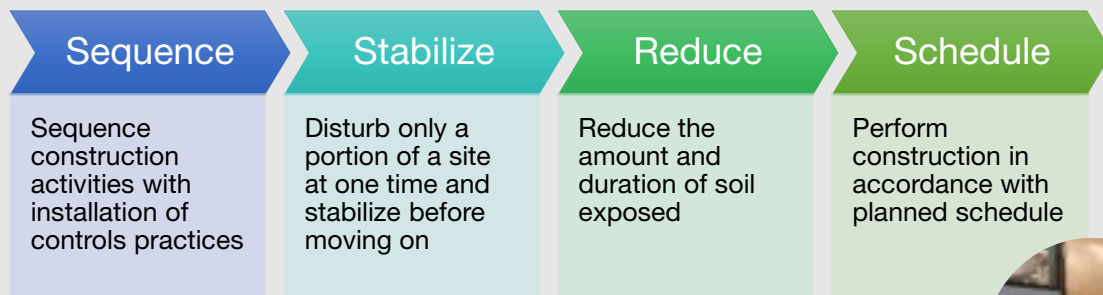 Sequence
Sequence
construction
activities with
installation of
controls practices
Stabilize
Disturb only a
portion of a site
at one time and
stabilize before
moving on
Reduce
Reduce the
amount and
duration of soil
exposed
Schedule
Perform
construction in
accordance with
planned schedule